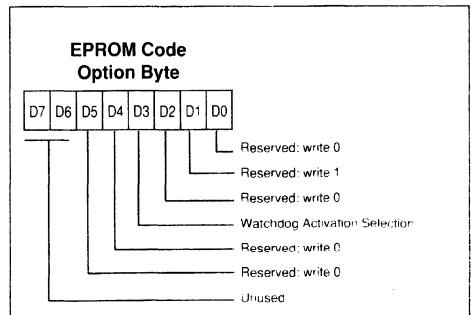 EPROM Code
Option Byte
D7 D6 D5 D4 D3 D2 D1 D0
Reserved: write 0
Reserved: write 1
Reserved: write 0
Watchdog Activation Selection
Reserved; write 0
Reserved: write 0
Unused